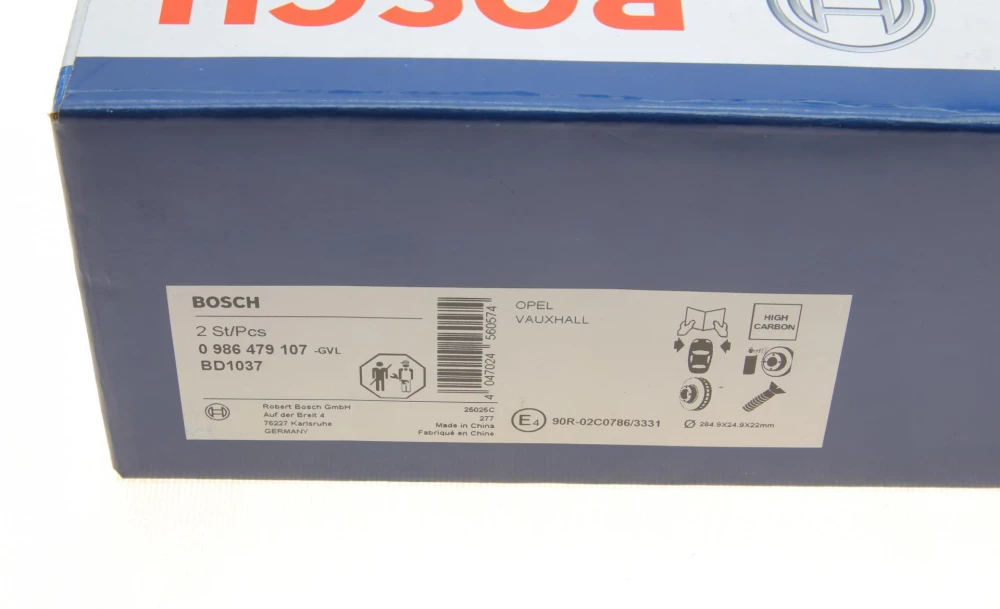 BOSCH
BOSCH
2 St/Pcs
0 986 479 107 -GVL
BD1037
Robert Bosch GmbH
Auf der Breit 4
76227 Karlsruhe
GERMANY
25025C
277
Made in China
Fabriqué en Chine
4 047024 560574
OPEL
VAUXHALL
HIGH
CARBON
E4 90R-02C0786/3331
Ø 284.9X24.9X22mm